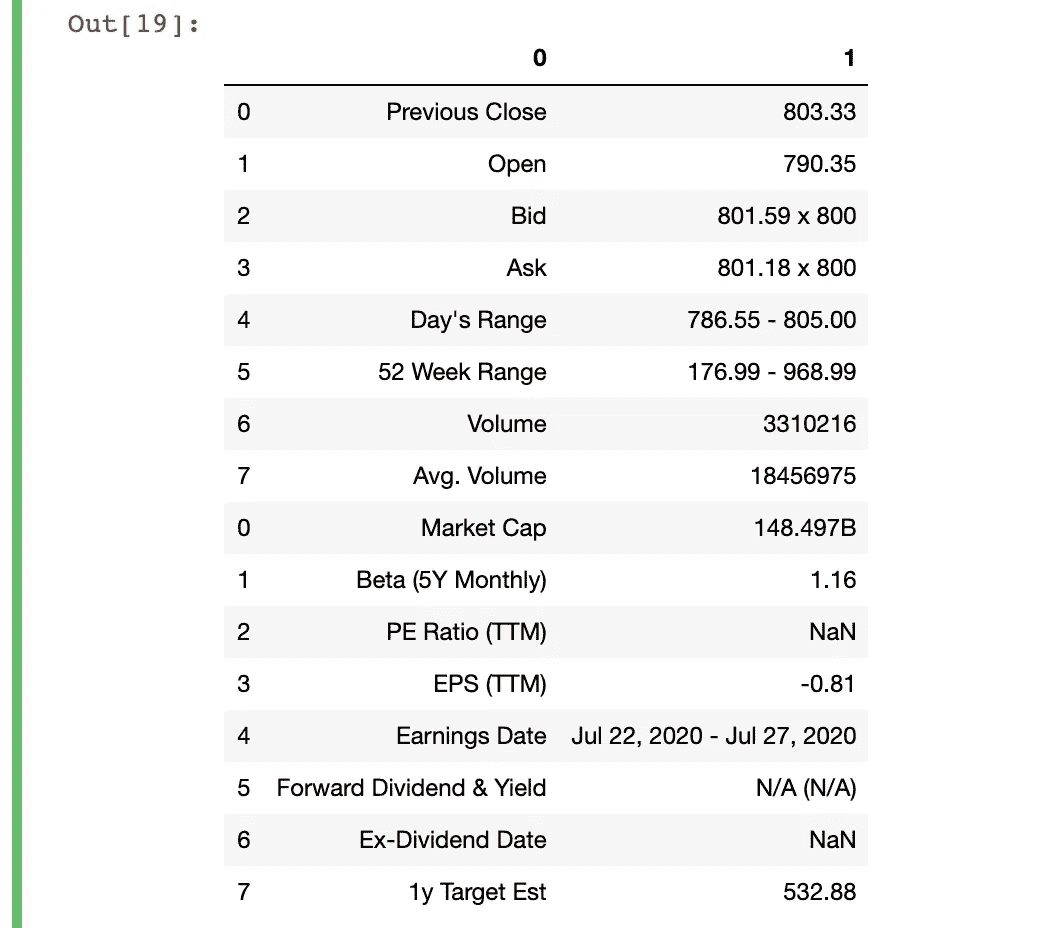 Out[19]:
0 1
0 Previous Close 803.33
1 Open 790.35
2 Bid 801.59 x 800
3 Ask 801.18 x 800
4 Day's Range 786.55 - 805.00
5 52 Week Range 176.99 - 968.99
6 Volume 3310216
7 Avg. Volume 18456975
0 Market Cap 148.497B
1 Beta (5Y Monthly) 1.16
2 PE Ratio (TTM) NaN
3 EPS (TTM) -0.81
4 Earnings Date Jul 22, 2020 - Jul 27, 2020
5 Forward Dividend & Yield N/A (N/A)
6 Ex-Dividend Date NaN
7 1y Target Est 532.88